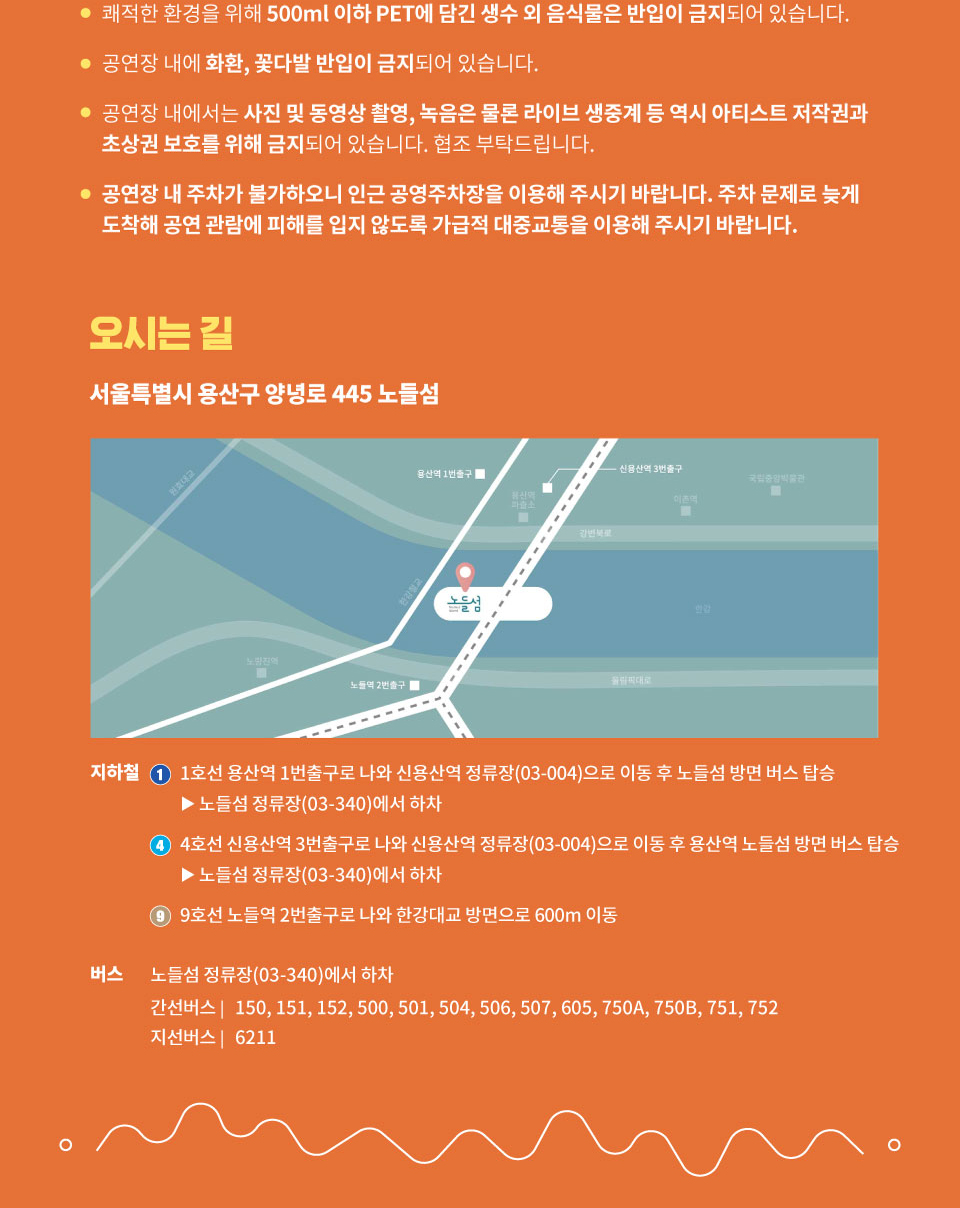 쾌적한 환경을 위해 500ml 이하 PET에 담긴 생수 외 음식물은 반입이 금지되어 있습니다.
공연장 내에 화환, 꽃다발 반입이 금지되어 있습니다.
공연장 내에서는 사진 및 동영상 촬영, 녹음은 물론 라이브 생중계 등 역시 아티스트 저작권과
초상권 보호를 위해 금지되어 있습니다. 협조 부탁드립니다.
공연장 내 주차가 불가하오니 인근 공영주차장을 이용해 주시기 바랍니다. 주차 문제로 늦게
도착해 공연 관람에 피해를 입지 않도록 가급적 대중교통을 이용해 주시기 바랍니다.
오시는 길
서울특별시 용산구 양녕로 445 노들섬
원효대교
용산역 1번출구
신용산역 3번출구
국립중앙박물관
용산역
파출소
이촌역
강변북로
한강철교
노들섬
한강
노량진역
노들역 2번출구
올림픽대로
지하철 1 1호선 용산역 1번출구로 나와 신용산역 정류장(03-004)으로 이동 후 노들섬 방면 버스 탑승
▶ 노들섬 정류장(03-340)에서 하차
4 4호선 신용산역 3번출구로 나와 신용산역 정류장(03-004)으로 이동 후 용산역 노들섬 방면 버스 탑승
▶ 노들섬 정류장(03-340)에서 하차
9 9호선 노들역 2번출구로 나와 한강대교 방면으로 600m 이동
버스 노들섬 정류장(03-340)에서 하차
간선버스 | 150, 151, 152, 500, 501, 504, 506, 507, 605, 750A, 750B, 751, 752
지선버스 | 6211